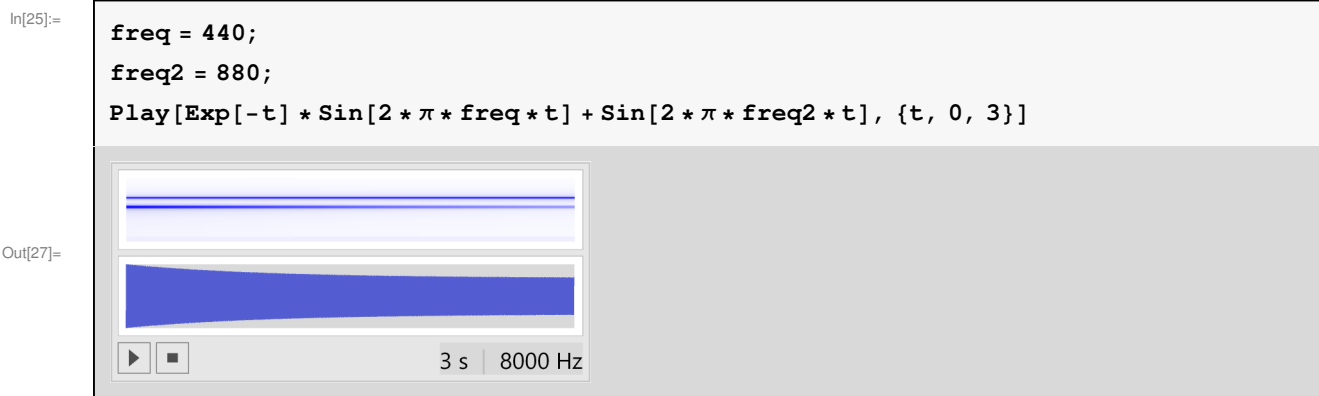 In[25]:=
freq = 440;
freq2 = 880;
Play[Exp[-t] * Sin[2 * π * freq * t] + Sin[2 * π * freq2 * t], {t, 0, 3}]
Out[27]=
3 s | 8000 Hz